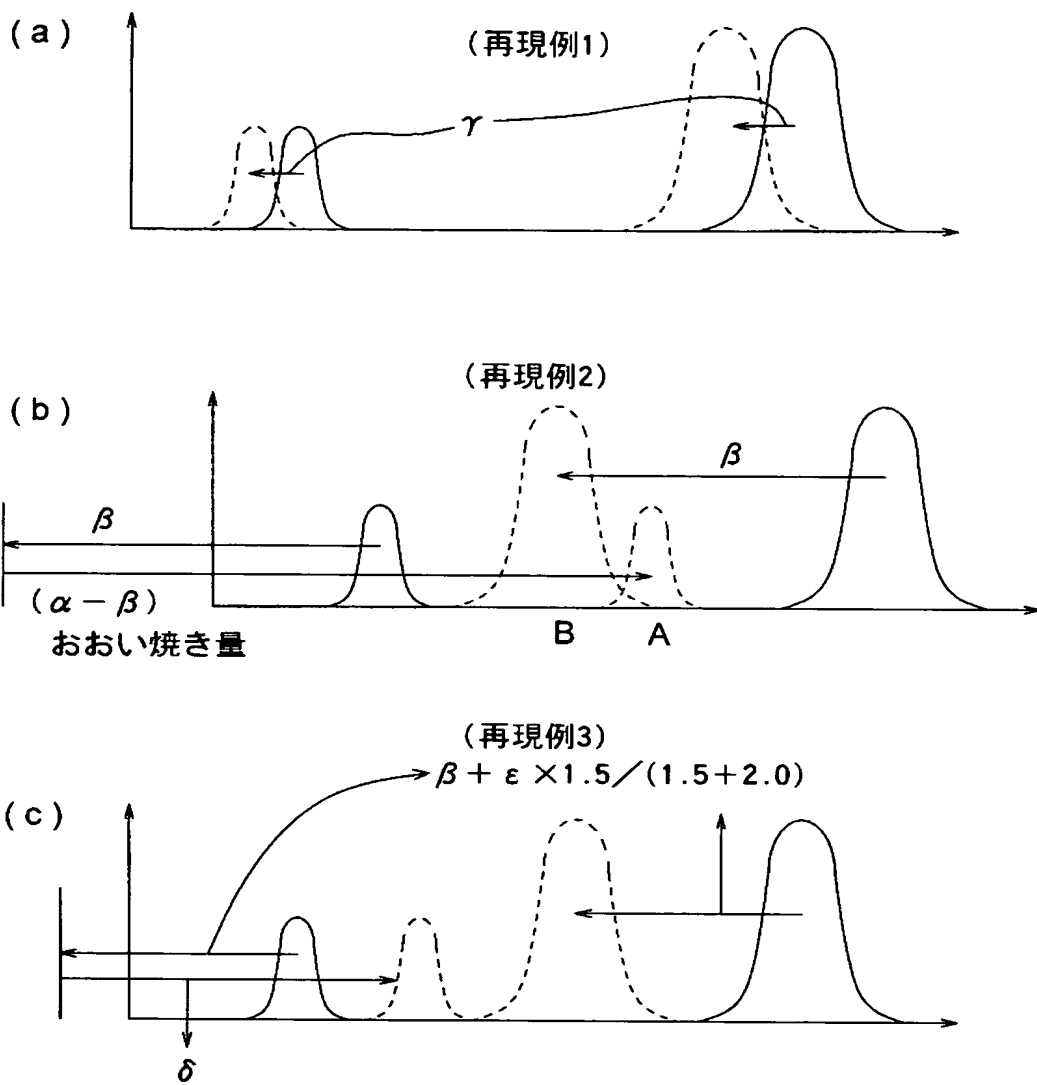 (a)
(再現例1)
γ
(再現例2)
(b)
β
β
(α−β)
おおい焼き量
B
A
(再現例3)
β+ε×1.5/(1.5+2.0)
(c)
δ